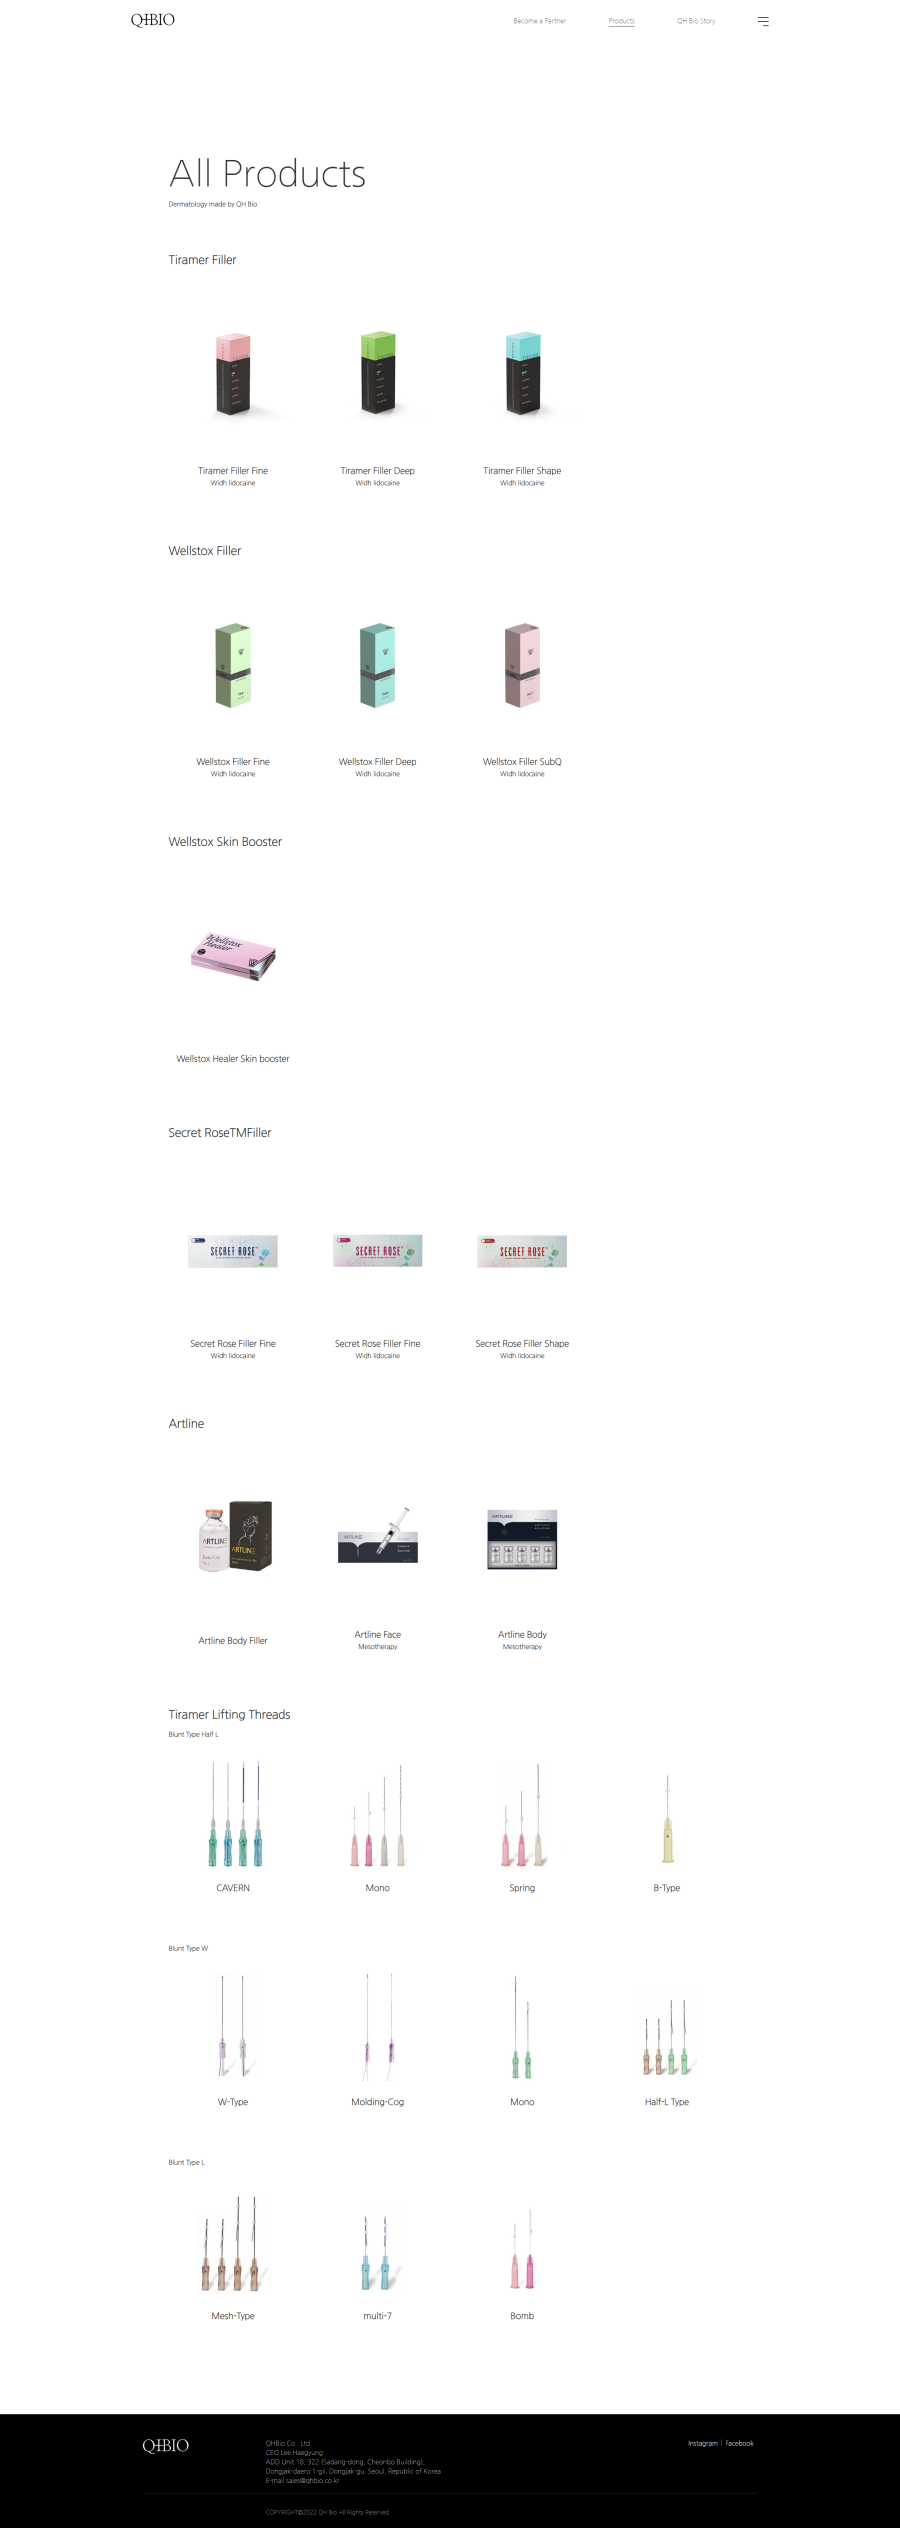 QHBIO
Become a Partner
Products
QH Bio Story
All Products
Dermatology made by QH Bio
Tiramer Filler
Tiramer Filler Fine
Widh lidocaine
Tiramer Filler Deep
Widh lidocaine
Tiramer Filler Shape
Widh lidocaine
Wellstox Filler
Wellstox Filler Fine
Widh lidocaine
Wellstox Filler Deep
Widh lidocaine
Wellstox Filler SubQ
Widh lidocaine
Wellstox Skin Booster
Wellstox
Healer
Wellstox Healer Skin booster
Secret RoseTMFiller
SECRET ROSE
SECRET ROSE
SECRET ROSE
Secret Rose Filler Fine
Widh lidocaine
Secret Rose Filler Fine
Widh lidocaine
Secret Rose Filler Shape
Widh lidocaine
Artline
ARTLINE
Body Filler
ARTLINE
ARTLINE
ARTLINE
Artline Body Filler
Artline Face
Mesotherapy
Artline Body
Mesotherapy
Tiramer Lifting Threads
Blunt Type Half L
CAVERN
Mono
Spring
B-Type
Blunt Type W
W-Type
Molding-Cog
Mono
Half-L Type
Blunt Type L
Mesh-Type
multi-7
Bomb
QHBIO
QHBio Co., Ltd
CEO Lee Haegyung
ADD Unit 18, 322 (Sadang-dong, Cheonbo Building),
Dongjak-daero 1-gil, Dongjak-gu, Seoul, Republic of Korea
E-mail sales@qhbio.co.kr
Instagram | Facebook
COPYRIGHT©2022 QH Bio All Rights Reserved.